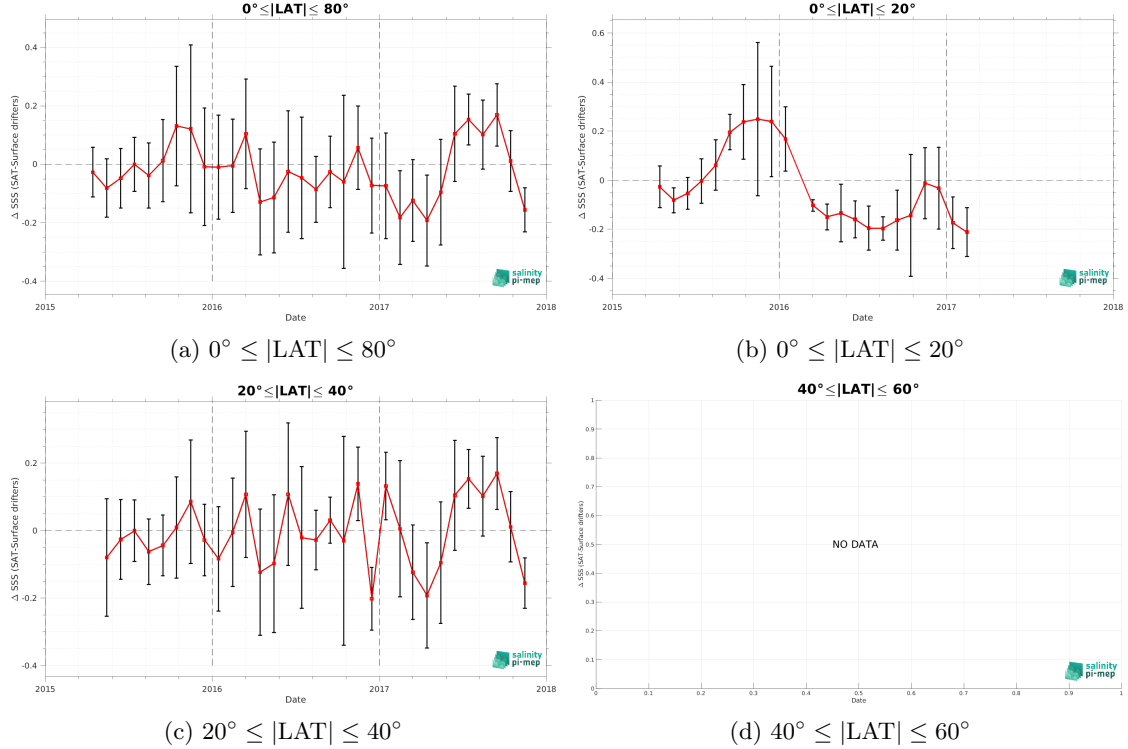 0°≤|LAT|≤ 80°
Δ SSS (SAT-Surface drifters)
0.4
0.2
0
-0.2
-0.4
2015
2016
2017
2018
Date
salinity
pi-mep
(a) 0° ≤ |LAT| ≤ 80°
0°≤|LAT|≤ 20°
Δ SSS (SAT-Surface drifters)
0.6
0.4
0.2
0
-0.2
-0.4
2015
2016
2017
2018
Date
salinity
pi-mep
(b) 0° ≤ |LAT| ≤ 20°
20°≤|LAT|≤ 40°
Δ SSS (SAT-Surface drifters)
0.2
0
-0.2
-0.4
2015
2016
2017
2018
Date
salinity
pi-mep
(c) 20° ≤ |LAT| ≤ 40°
40°≤|LAT|≤ 60°
Δ SSS (SAT-Surface drifters)
1
0.9
0.8
0.7
0.6
0.5
0.4
0.3
0.2
0.1
0
NO DATA
0
0.1
0.2
0.3
0.4
0.5
0.6
0.7
0.8
0.9
1
Date
salinity
pi-mep
(d) 40° ≤ |LAT| ≤ 60°